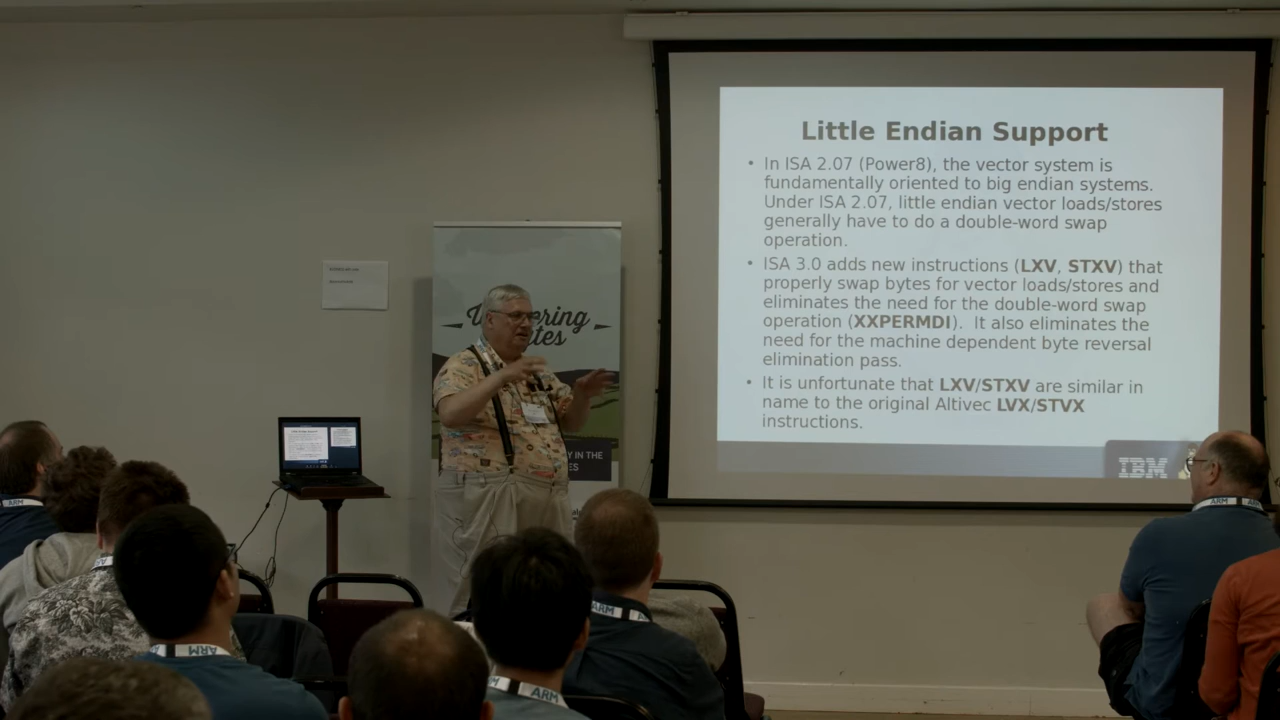 Little Endian Support
• In ISA 2.07 (Power8), the vector system is
fundamentally oriented to big endian systems.
Under ISA 2.07, little endian vector loads/stores
generally have to do a double-word swap
operation.
• ISA 3.0 adds new instructions (LXV, STXV) that
properly swap bytes for vector loads/stores and
eliminates the need for the double-word swap
operation (XXPERMDI). It also eliminates the
need for the machine dependent byte reversal
elimination pass.
• It is unfortunate that LXV/STXV are similar in
name to the original Altivec LVX/STVX
instructions.
IBM
Y IN THE
ES
ARM
ARM
ARM
ARM
ARM